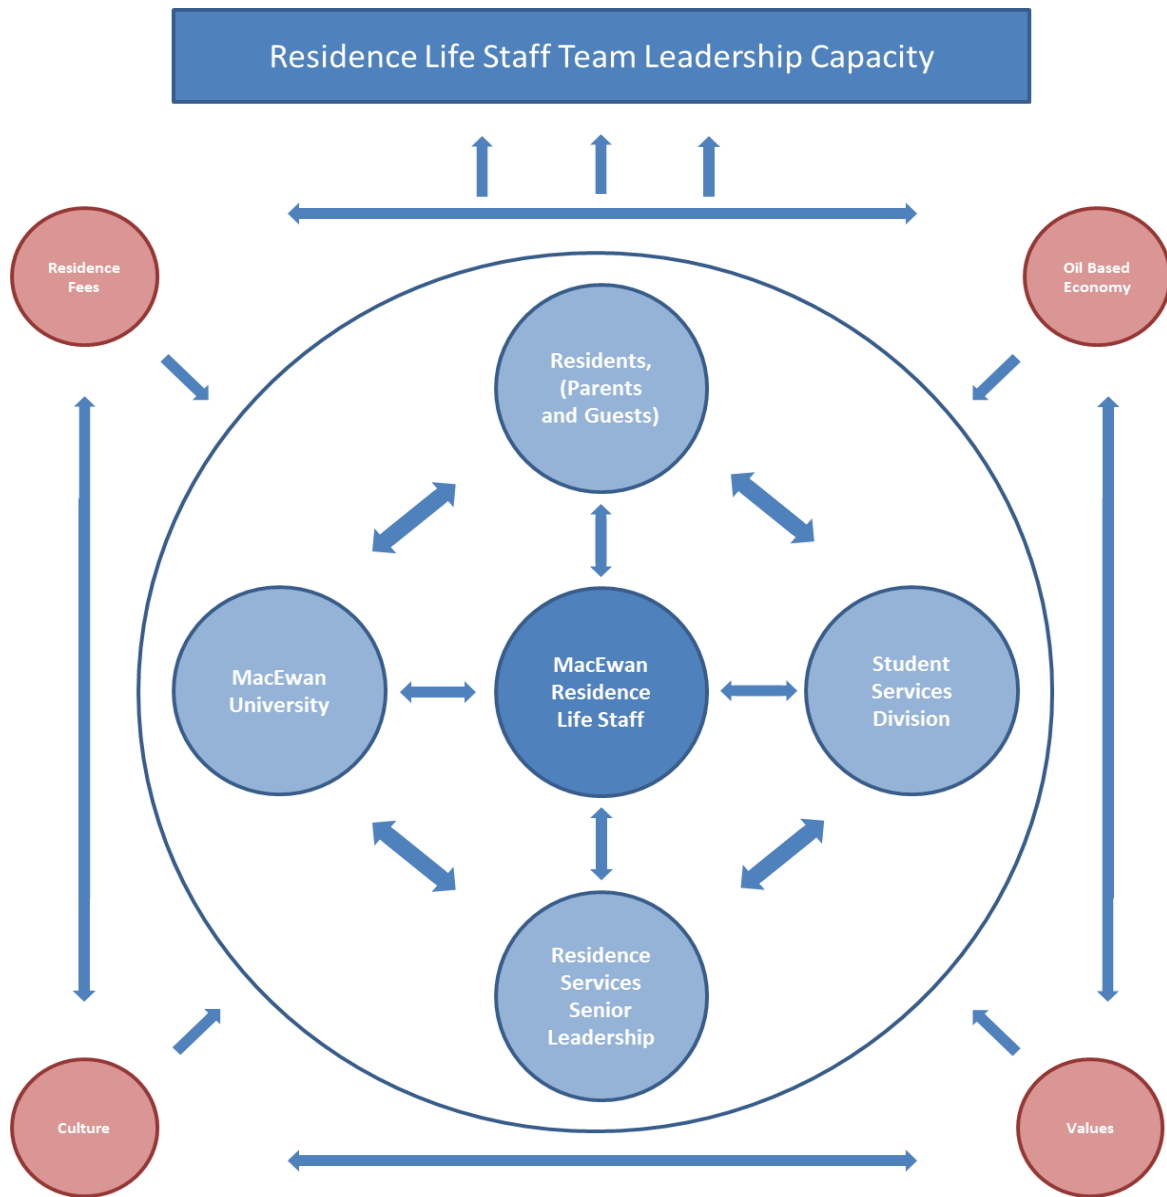 Residence Life Staff Team Leadership Capacity
Residence
Fees
Oil Based
Economy
Residents,
(Parents
and Guests)
MacEwan
University
MacEwan
Residence
Life Staff
Student
Services
Division
Residence
Services
Senior
Leadership
Culture
Values